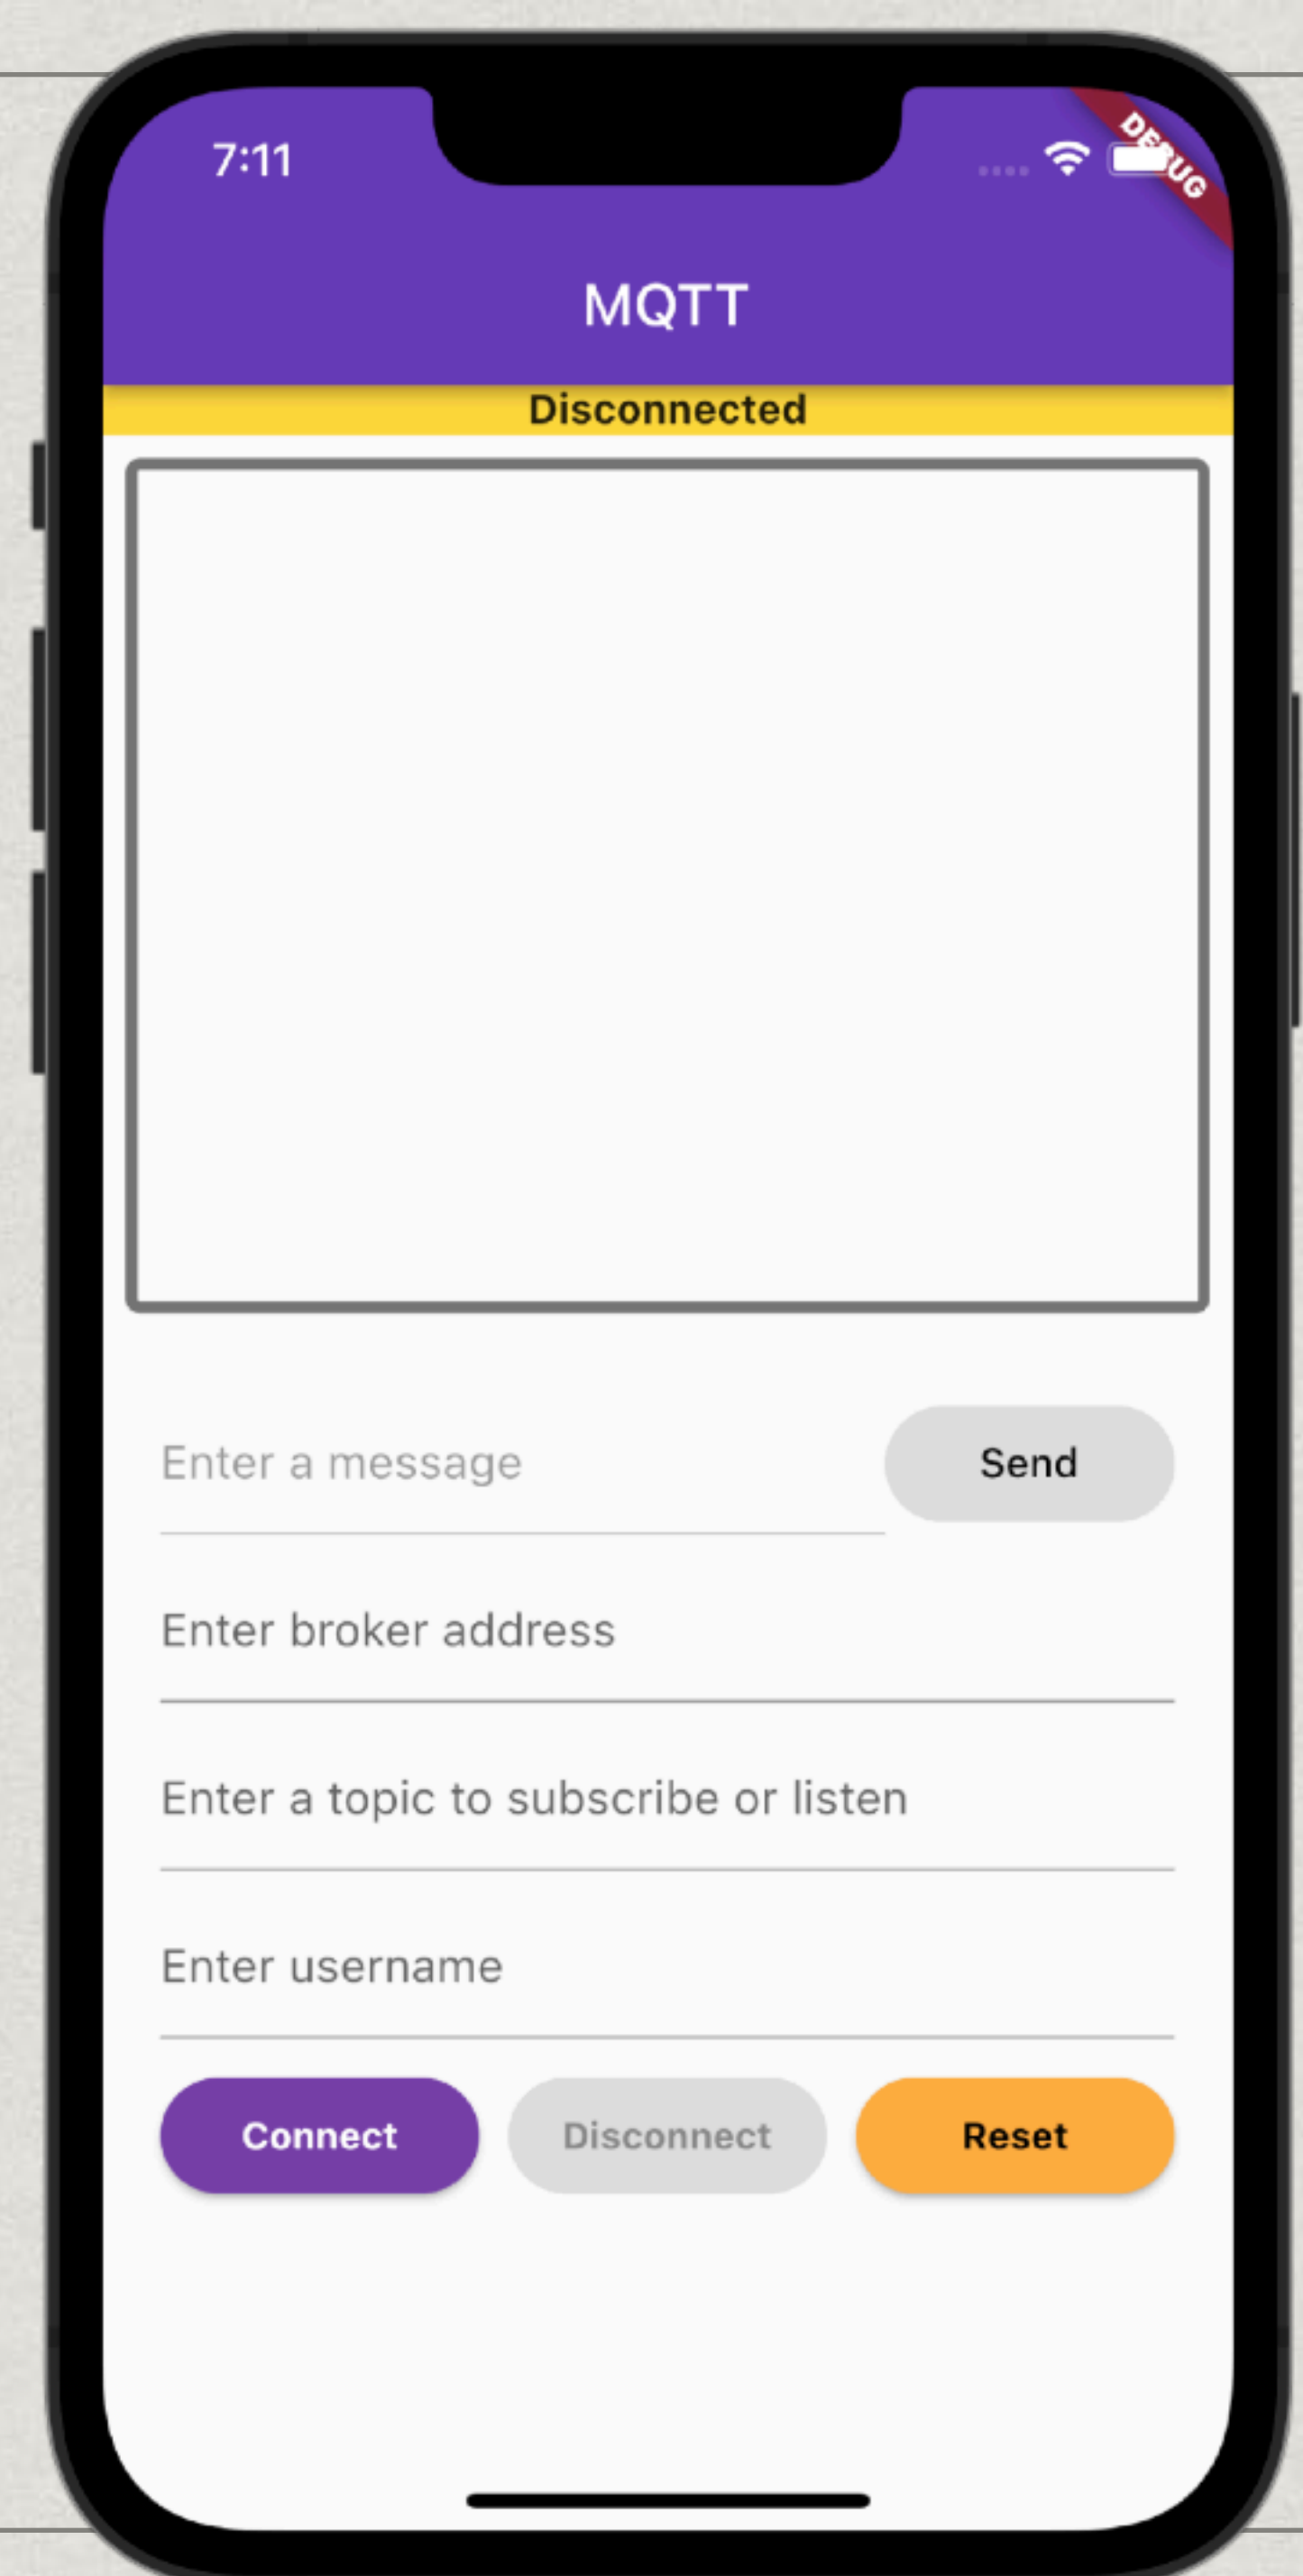 7:11
DEBUG
MQTT
Disconnected
Enter a message
Send
Enter broker address
Enter a topic to subscribe or listen
Enter username
Connect Disconnect Reset